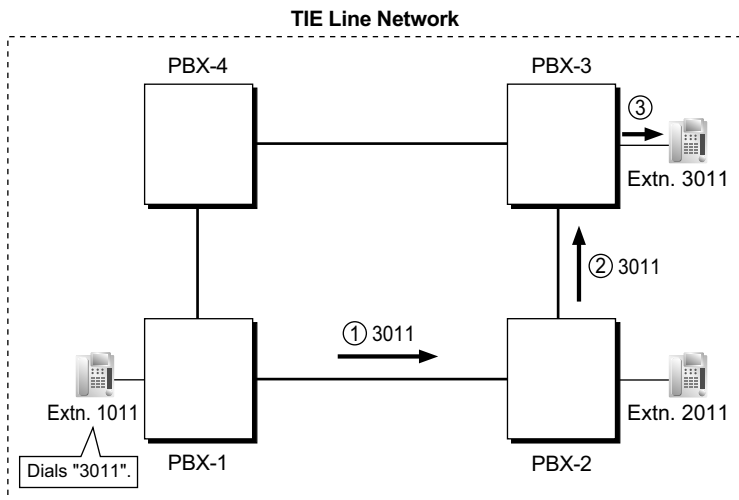 TIE Line Network
PBX-4
PBX-3
③
Extn. 3011
② 3011
① 3011
Extn. 1011
Extn. 2011
Dials "3011".
PBX-1
PBX-2